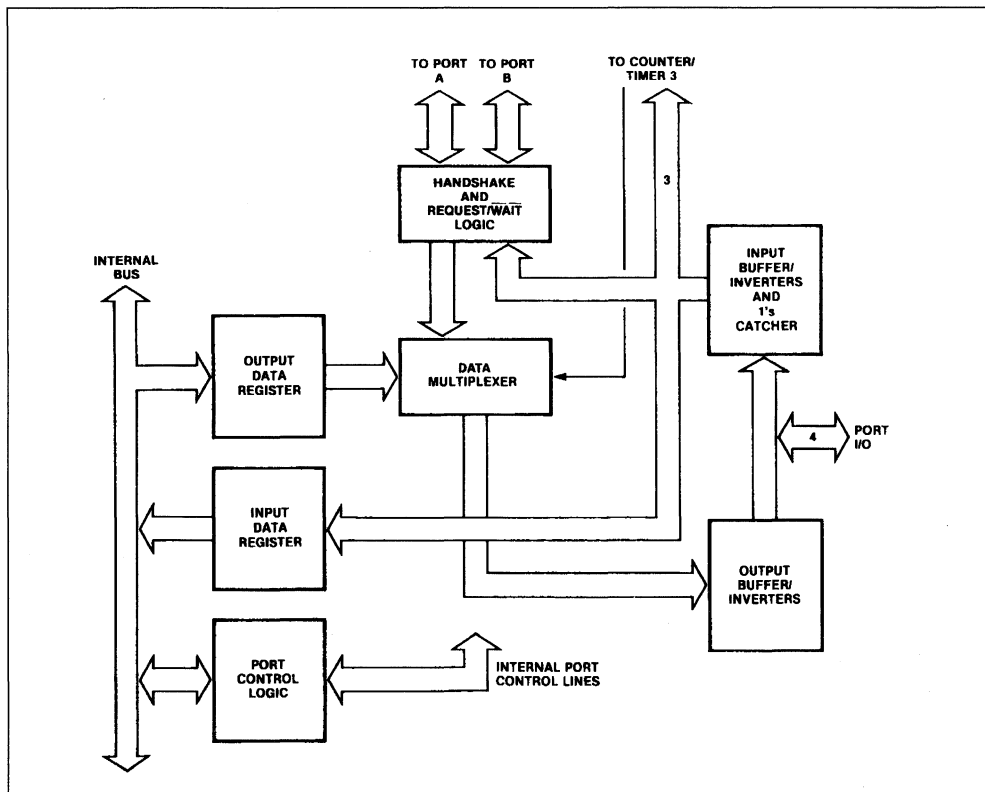 TO PORT
A
TO PORT
B
TO COUNTER/
TIMER 3
HANDSHAKE
AND
REQUEST/WAIT
LOGIC
3
INTERNAL
BUS
INPUT
BUFFER/
INVERTERS
AND
1's
CATCHER
OUTPUT
DATA
REGISTER
DATA
MULTIPLEXER
4
PORT
I/O
INPUT
DATA
REGISTER
OUTPUT
BUFFER/
INVERTERS
PORT
CONTROL
LOGIC
INTERNAL PORT
CONTROL LINES